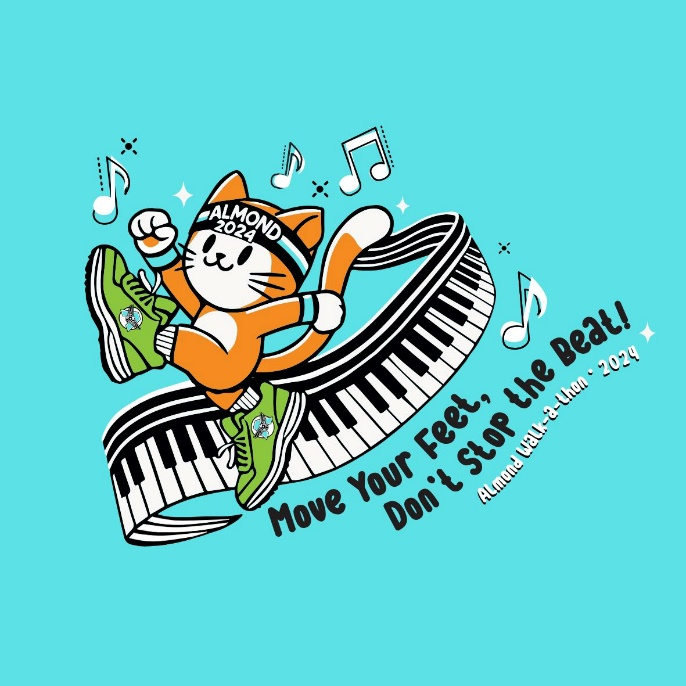 ALMOND
2024
Move Your Feet,
Don't Stop the Beat!
Almond Walk-a-thon • 2024